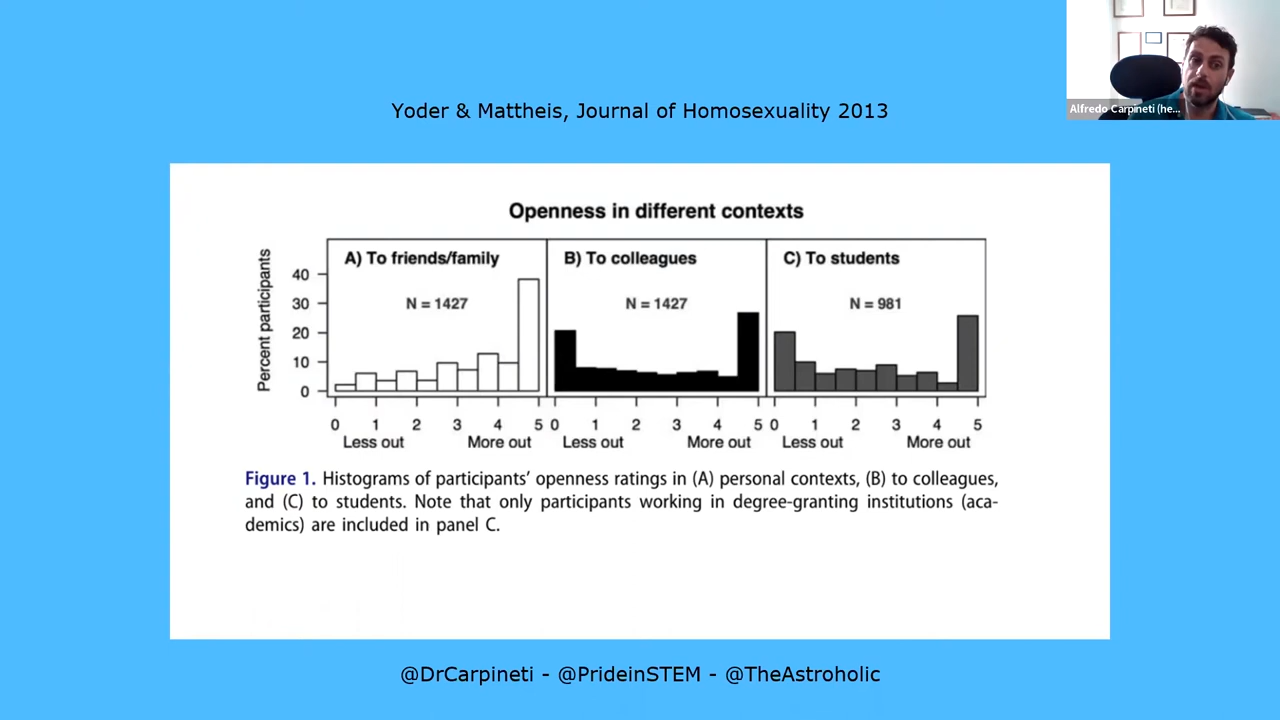 Alfredo Carpineti (he...
Yoder & Mattheis, Journal of Homosexuality 2013
Openness in different contexts
Percent participants
A) To friends/family
N = 1427
B) To colleagues
N = 1427
C) To students
N = 981
40
30
20
10
0
0 1 2 3 4 5 0 1 2 3 4 5 0 1 2 3 4 5
Less out More out Less out More out Less out More out
Figure 1. Histograms of participants' openness ratings in (A) personal contexts, (B) to colleagues,
and (C) to students. Note that only participants working in degree-granting institutions (aca-
demics) are included in panel C.
@DrCarpineti - @PrideinSTEM - @TheAstroholic